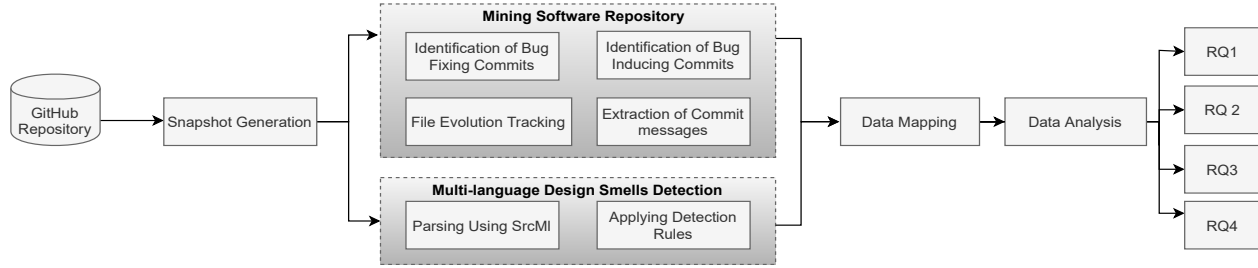 GitHub
Repository
Snapshot Generation
Mining Software Repository
Identification of Bug
Fixing Commits
Identification of Bug
Inducing Commits
File Evolution Tracking
Extraction of Commit
messages
Multi-language Design Smells Detection
Parsing Using SrcMl
Applying Detection
Rules
Data Mapping
Data Analysis
RQ1
RQ 2
RQ3
RQ4